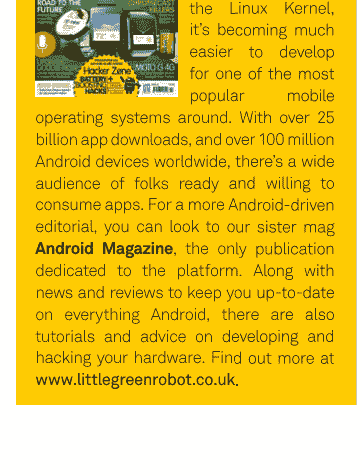 ROAD TO THE FUTURE
KILLERS
Hacker Zone
BATTERY-BOOSTING
HACKS!
MOTO G 4G
the Linux Kernel,
it's becoming much
easier to develop
for one of the most
popular mobile
operating systems around. With over 25
billion app downloads, and over 100 million
Android devices worldwide, there's a wide
audience of folks ready and willing to
consume apps. For a more Android-driven
editorial, you can look to our sister mag
Android Magazine, the only publication
dedicated to the platform. Along with
news and reviews to keep you up-to-date
on everything Android, there are also
tutorials and advice on developing and
hacking your hardware. Find out more at
www.littlegreenrobot.co.uk.